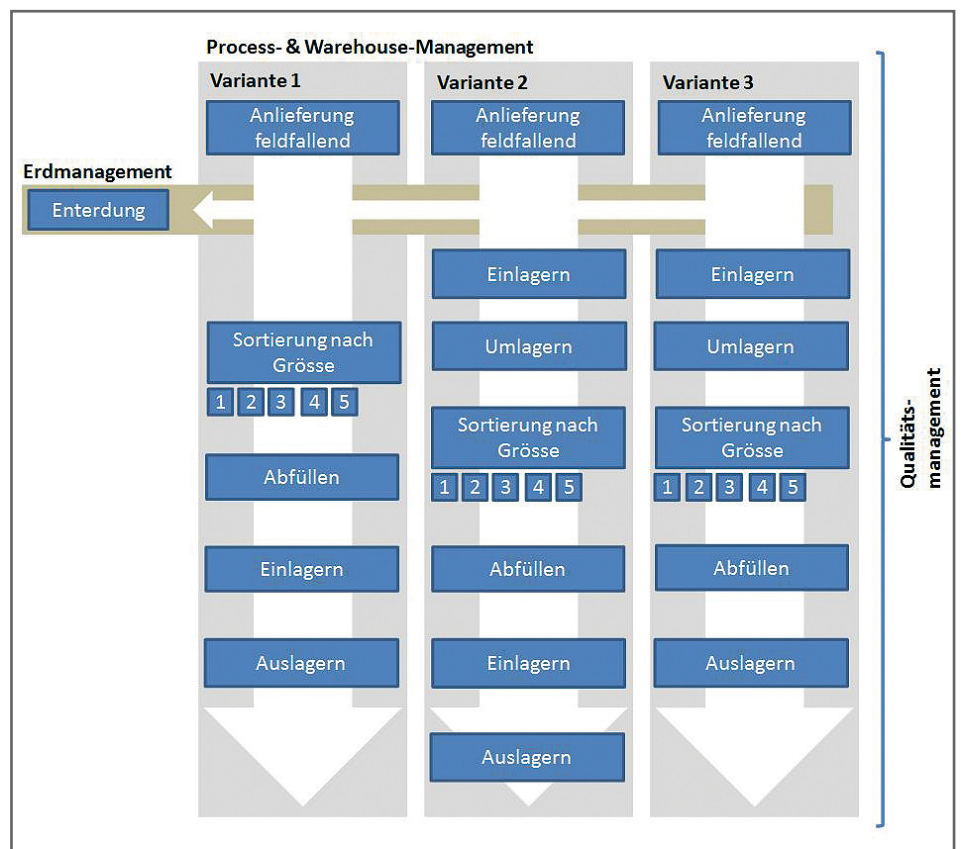 Process- & Warehouse-Management
Variante 1
Anlieferung
feldfallend
Sortierung nach
Grösse
1 2 3 4 5
Abfüllen
Einlagern
Auslagern
Variante 2
Anlieferung
feldfallend
Einlagern
Umlagern
Sortierung nach
Grösse
1 2 3 4 5
Abfüllen
Einlagern
Auslagern
Variante 3
Anlieferung
feldfallend
Einlagern
Umlagern
Sortierung nach
Grösse
1 2 3 4 5
Abfüllen
Auslagern
Erdmanagement
Enterdung
Qualitäts-
management